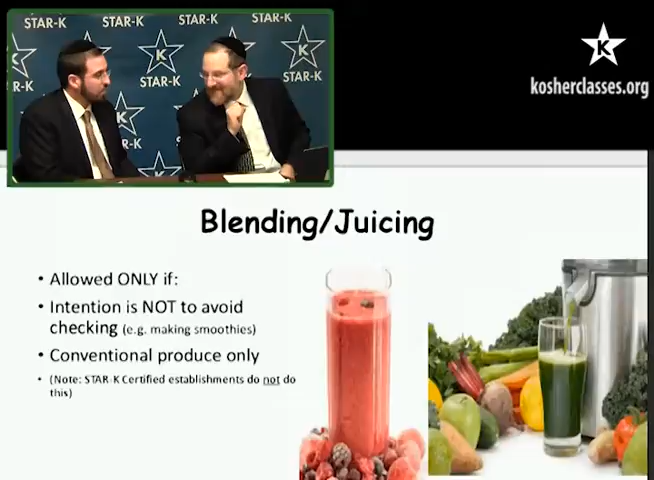 STAR-K
STAR-K
STAR-K
K
STAR-K
K
R-K
STAR-K
R-K
STAR-K
K
kosherclasses.org
Blending/Juicing
• Allowed ONLY if:
• Intention is NOT to avoid
checking (e.g. making smoothies)
• Conventional produce only
• (Note: STAR-K Certified establishments do not do
this)